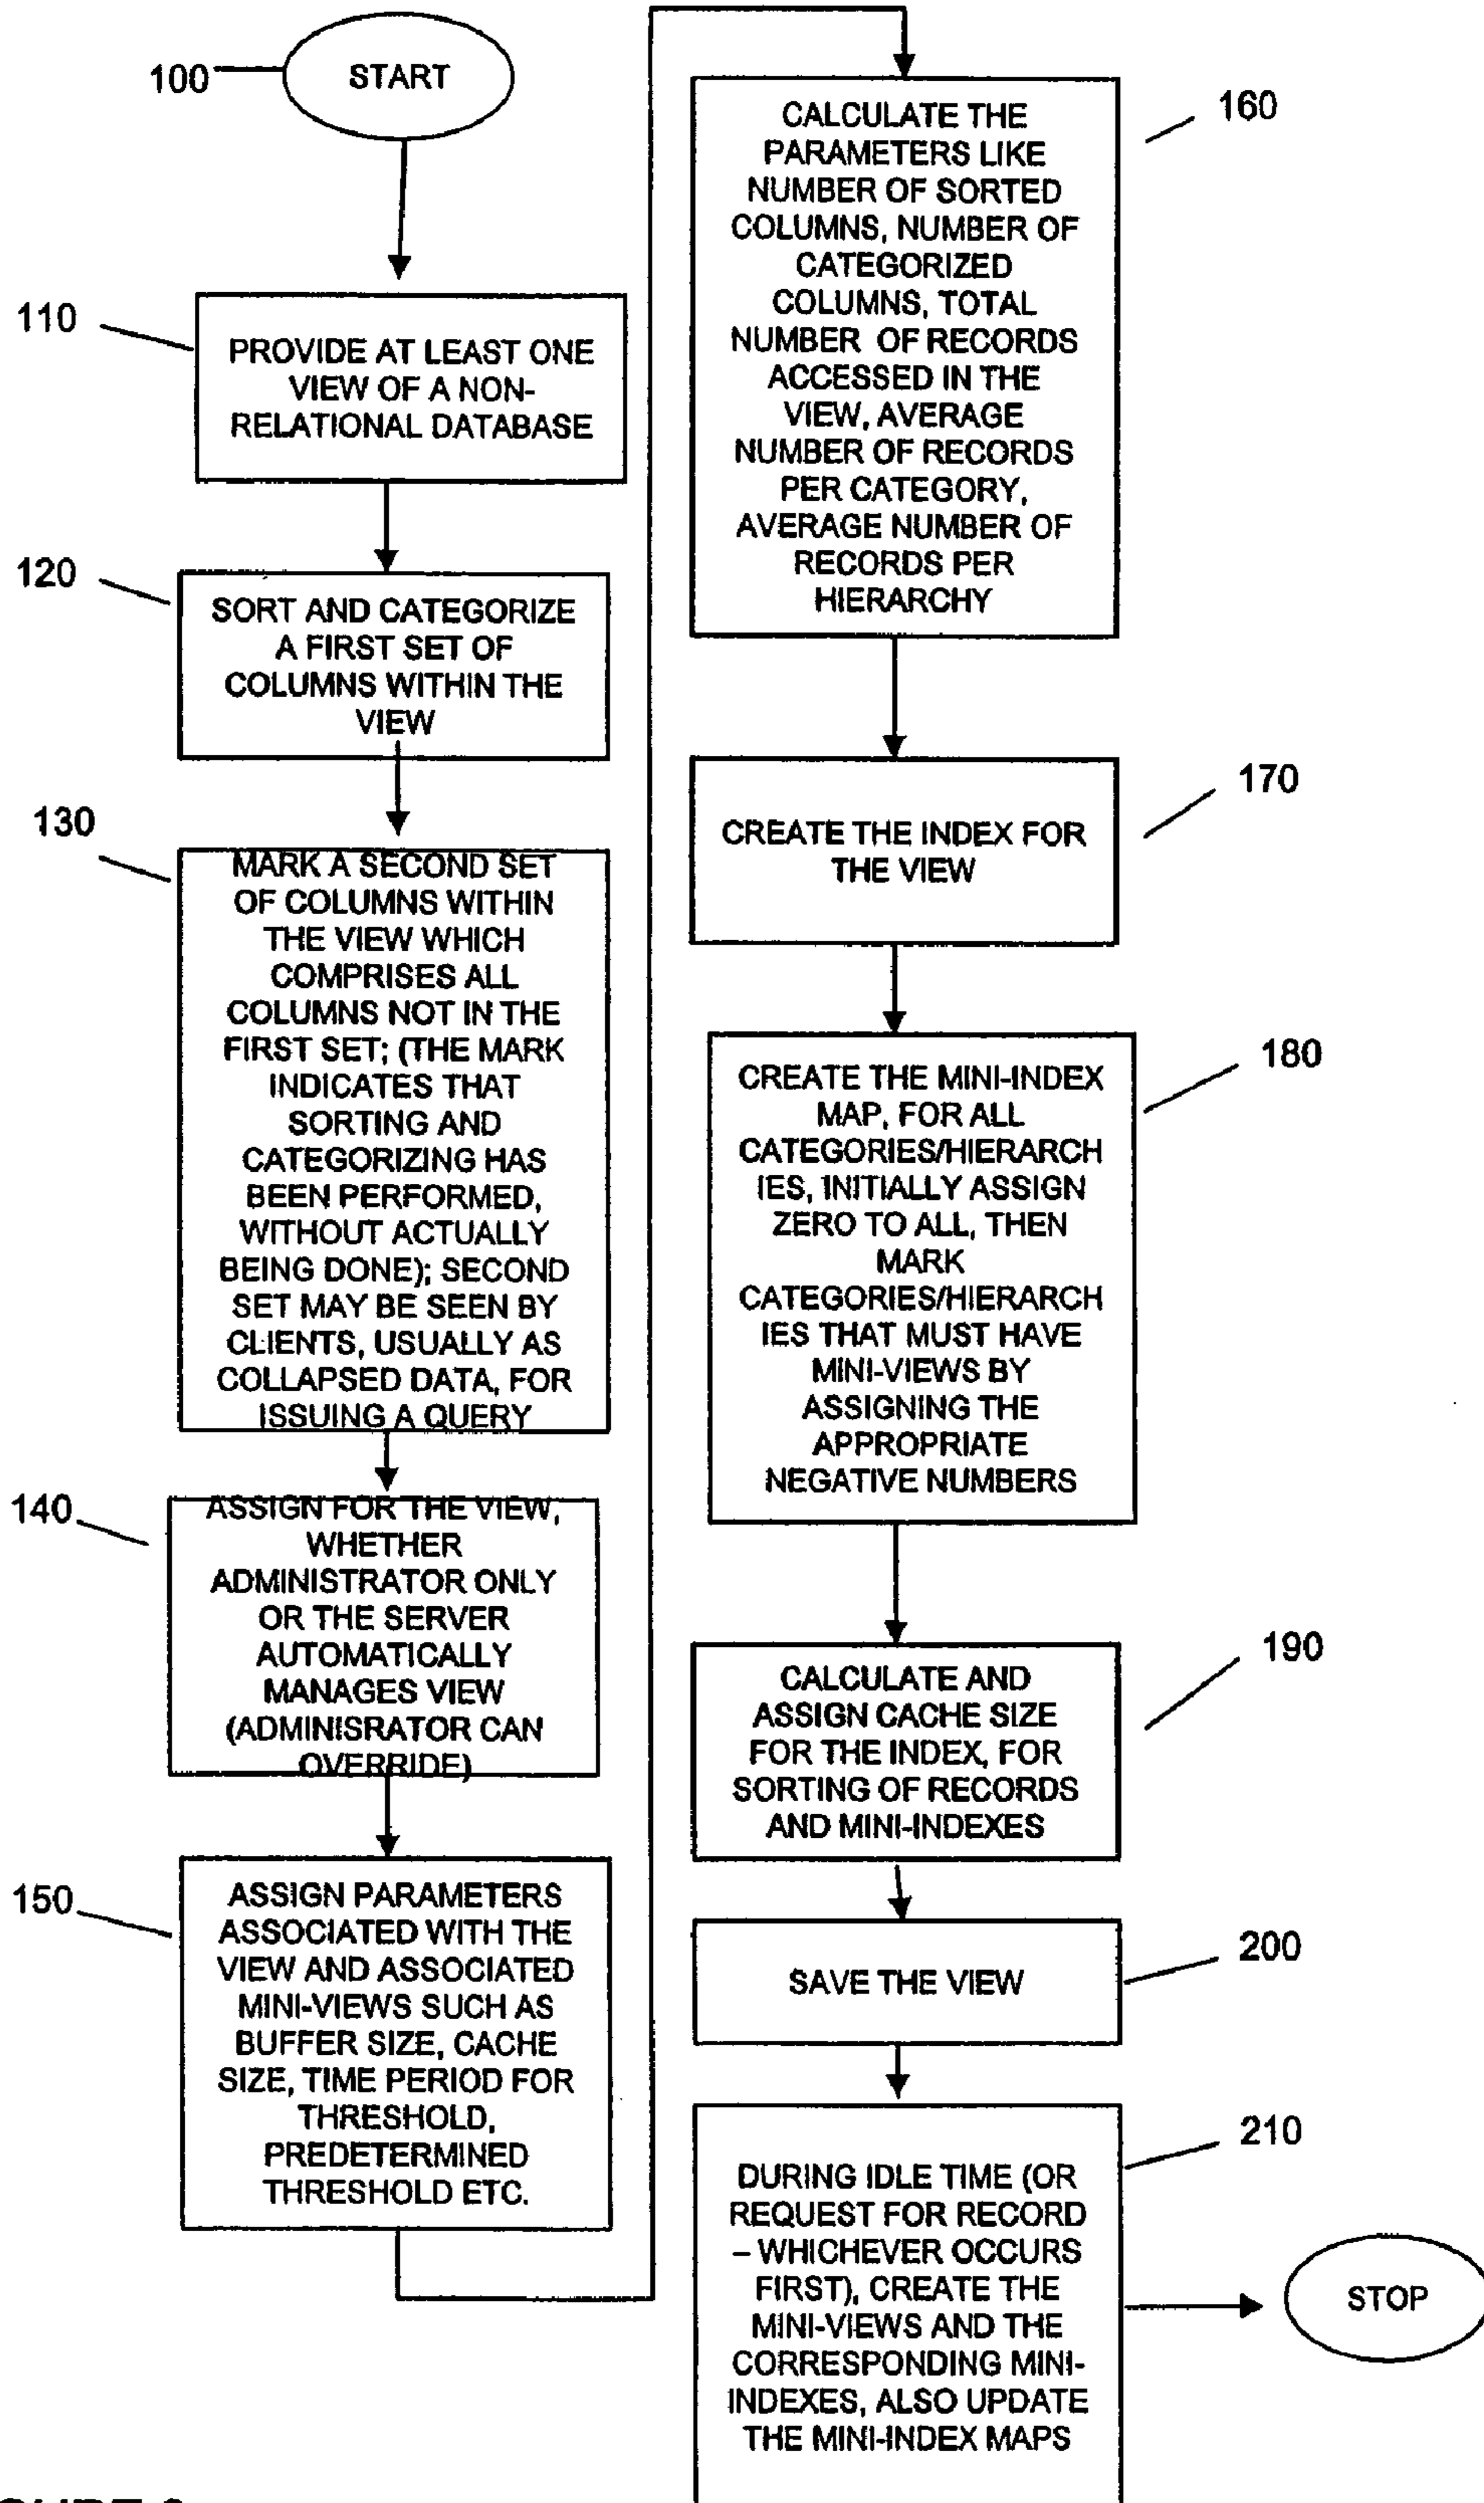 100
START
110
PROVIDE AT LEAST ONE
VIEW OF A NON-
RELATIONAL DATABASE
120
SORT AND CATEGORIZE
A FIRST SET OF
COLUMNS WITHIN THE
VIEW
130
MARK A SECOND SET
OF COLUMNS WITHIN
THE VIEW WHICH
COMPRISES ALL
COLUMNS NOT IN THE
FIRST SET; (THE MARK
INDICATES THAT
SORTING AND
CATEGORIZING HAS
BEEN PERFORMED,
WITHOUT ACTUALLY
BEING DONE); SECOND
SET MAY BE SEEN BY
CLIENTS, USUALLY AS
COLLAPSED DATA, FOR
ISSUING A QUERY
140
ASSIGN FOR THE VIEW,
WHETHER
ADMINISTRATOR ONLY
OR THE SERVER
AUTOMATICALLY
MANAGES VIEW
(ADMINISRATOR CAN
OVERRIDE)
150
ASSIGN PARAMETERS
ASSOCIATED WITH THE
VIEW AND ASSOCIATED
MINI-VIEWS SUCH AS
BUFFER SIZE, CACHE
SIZE, TIME PERIOD FOR
THRESHOLD,
PREDETERMINED
THRESHOLD ETC.
160
CALCULATE THE
PARAMETERS LIKE
NUMBER OF SORTED
COLUMNS, NUMBER OF
CATEGORIZED
COLUMNS, TOTAL
NUMBER OF RECORDS
ACCESSED IN THE
VIEW, AVERAGE
NUMBER OF RECORDS
PER CATEGORY,
AVERAGE NUMBER OF
RECORDS PER
HIERARCHY
170
CREATE THE INDEX FOR
THE VIEW
180
CREATE THE MINI-INDEX
MAP, FOR ALL
CATEGORIES/HIERARCH
IES, INITIALLY ASSIGN
ZERO TO ALL, THEN
MARK
CATEGORIES/HIERARCH
IES THAT MUST HAVE
MINI-VIEWS BY
ASSIGNING THE
APPROPRIATE
NEGATIVE NUMBERS
190
CALCULATE AND
ASSIGN CACHE SIZE
FOR THE INDEX, FOR
SORTING OF RECORDS
AND MINI-INDEXES
200
SAVE THE VIEW
210
DURING IDLE TIME (OR
REQUEST FOR RECORD
– WHICHEVER OCCURS
FIRST), CREATE THE
MINI-VIEWS AND THE
CORRESPONDING MINI-
INDEXES, ALSO UPDATE
THE MINI-INDEX MAPS
STOP